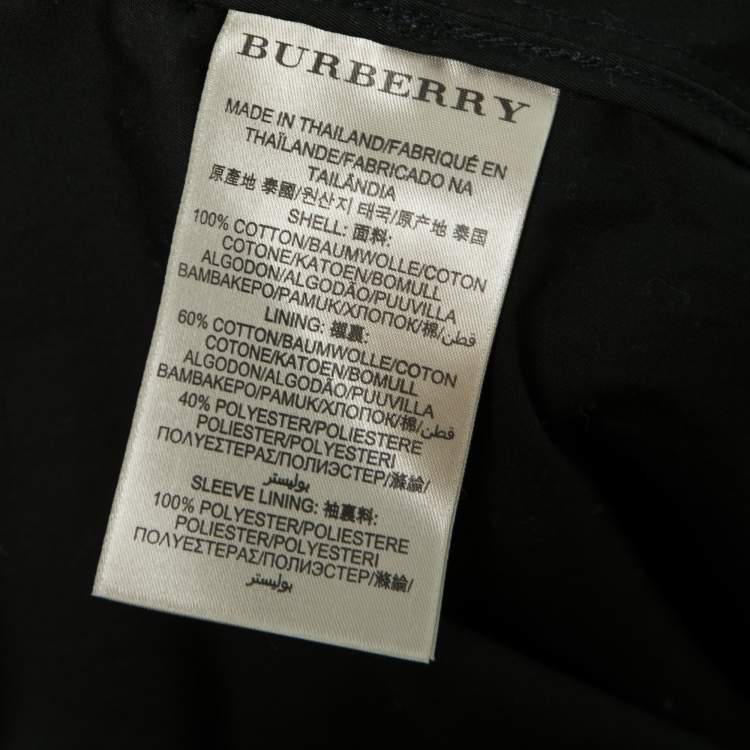 BURBERRY
MADE IN THAILAND/FABRIQUÉ EN
THAÏLANDE/FABRICADO NA
TAILÂNDIA
原產地 泰國/원산지 태국/原产地 泰国
SHELL: 面料:
100% COTTON/BAUMWOLLE/COTON
COTONE/KATOEN/BOMULL
ALGODON/ALGODÃO/PUUVILLA
ΒΑΜΒΑΚΕΡΟ/PAMUK/ХЛОПОК/棉/قطن
LINING: 襯裏:
60% COTTON/BAUMWOLLE/COTON
COTONE/KATOEN/BOMULL
ALGODON/ALGODÃO/PUUVILLA
ΒΑΜΒΑΚΕΡΟ/PAMUK/ХЛОПОК/棉/قطن
40% POLYESTER/POLIESTERE
POLIESTER/POLYESTERI
ΠΟΛΥΕΣΤΕΡΑΣ/ПОЛИЭСТЕР/滌綸/
بوليستر
SLEEVE LINING: 袖裏料:
100% POLYESTER/POLIESTERE
POLIESTER/POLYESTERI
ΠΟΛΥΕΣΤΕΡΑΣ/ПОЛИЭСТЕР/滌綸/
بوليستر